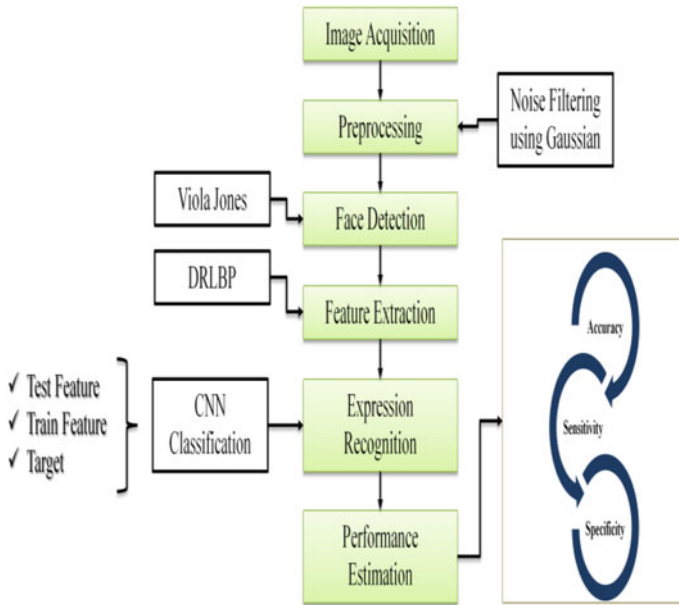 Image Acquisition
Preprocessing
Noise Filtering
using Gaussian
Viola Jones
Face Detection
DRLBP
Feature Extraction
✓ Test Feature
✓ Train Feature
✓ Target
CNN
Classification
Expression
Recognition
Performance
Estimation
Accuracy
Sensitivity
Specificity